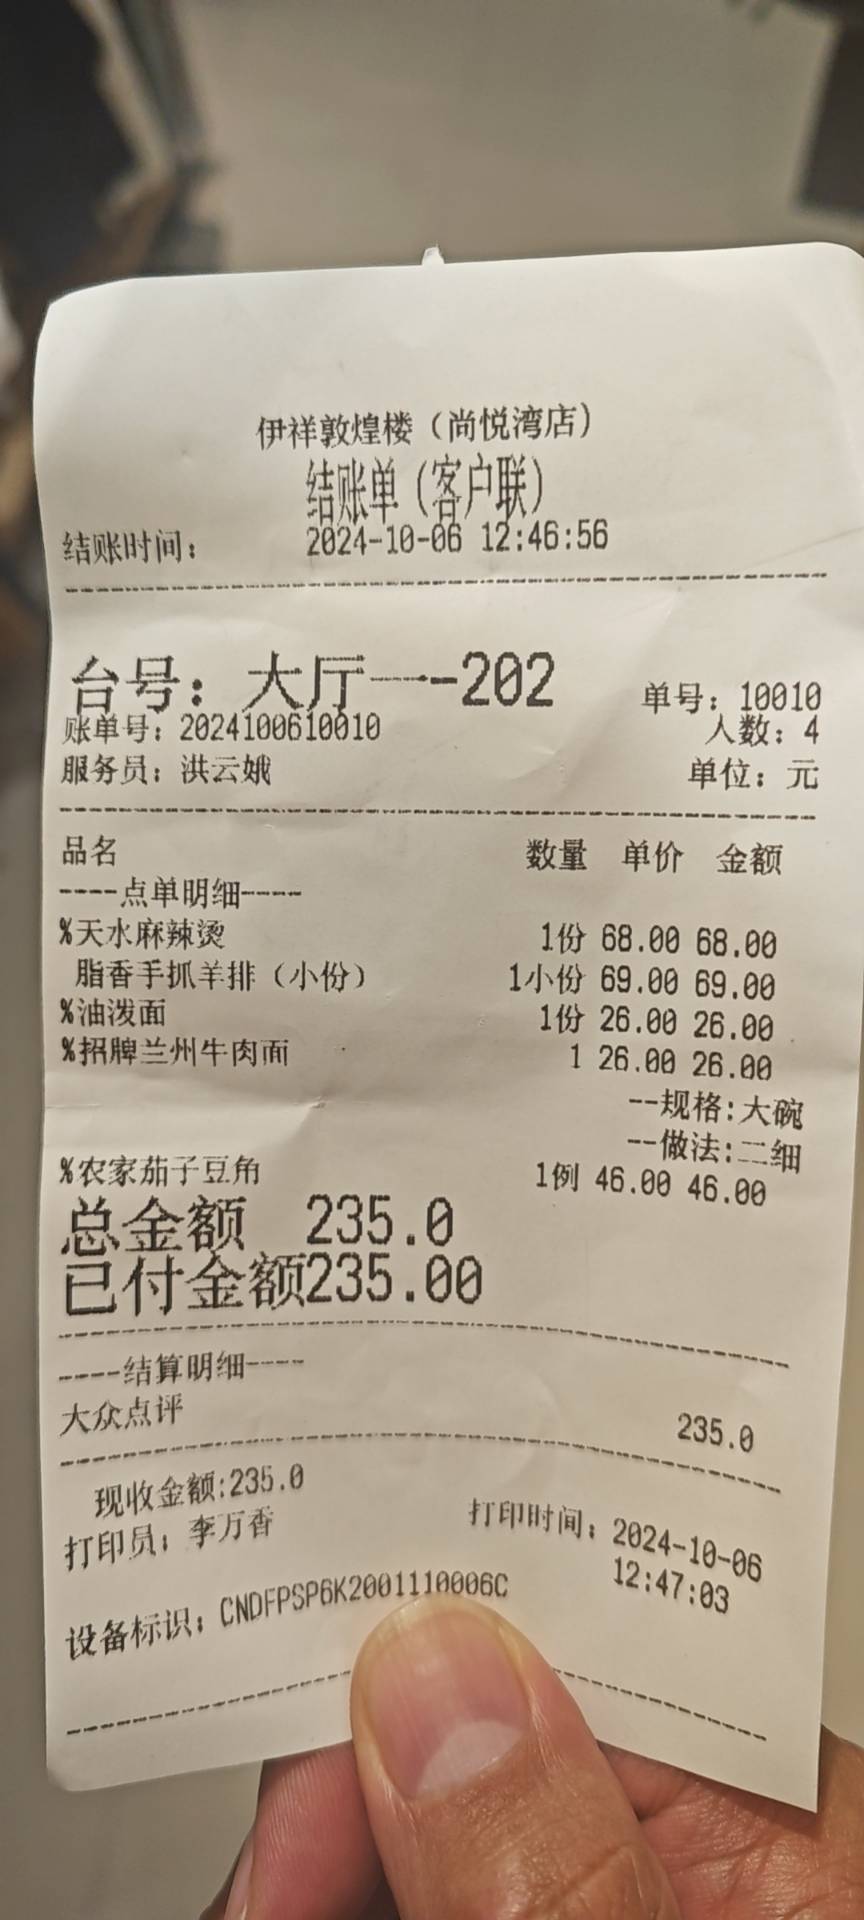 伊祥敦煌楼（尚悦湾店）
结账单（客户联）
结账时间： 2024-10-06 12:46:56
台号：大厅一-202 单号：10010
账单号：2024100610010 人数：4
服务员：洪云娥 单位：元
品名 数量 单价 金额
----点单明细----
%天水麻辣烫 1份 68.00 68.00
脂香手抓羊排（小份） 1小份 69.00 69.00
%油泼面 1份 26.00 26.00
%招牌兰州牛肉面 1 26.00 26.00
--规格:大碗
--做法:二细
%农家茄子豆角 1例 46.00 46.00
总金额 235.0
已付金额235.00
----结算明细----
大众点评 235.0
现收金额:235.0
打印员：李万香 打印时间：2024-10-06
12:47:03
设备标识：CNDFPSP6K2001110006C